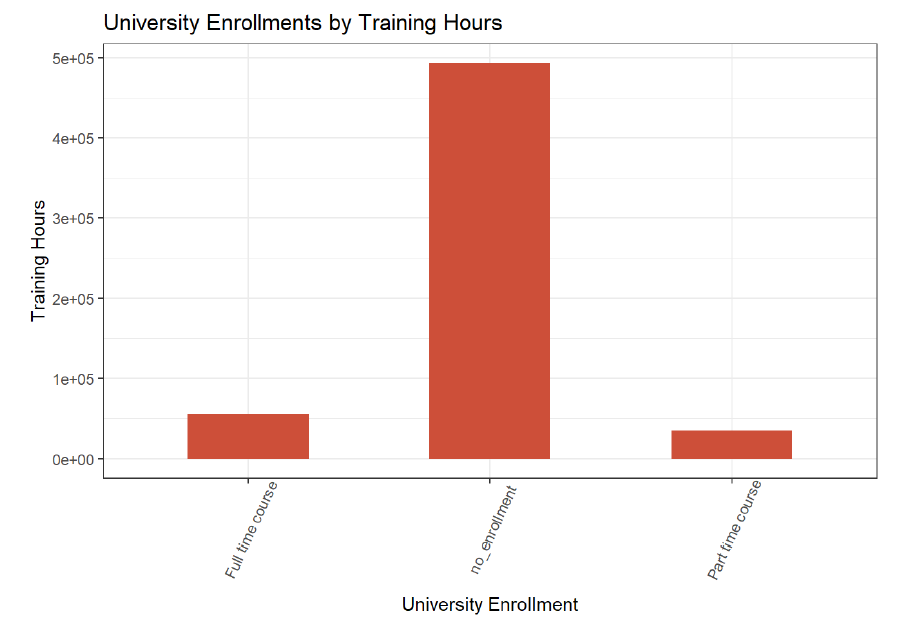 University Enrollments by Training Hours
5e+05
4e+05
3e+05
2e+05
1e+05
0e+00
Training Hours
Full time course
no_enrollment
Part time course
University Enrollment